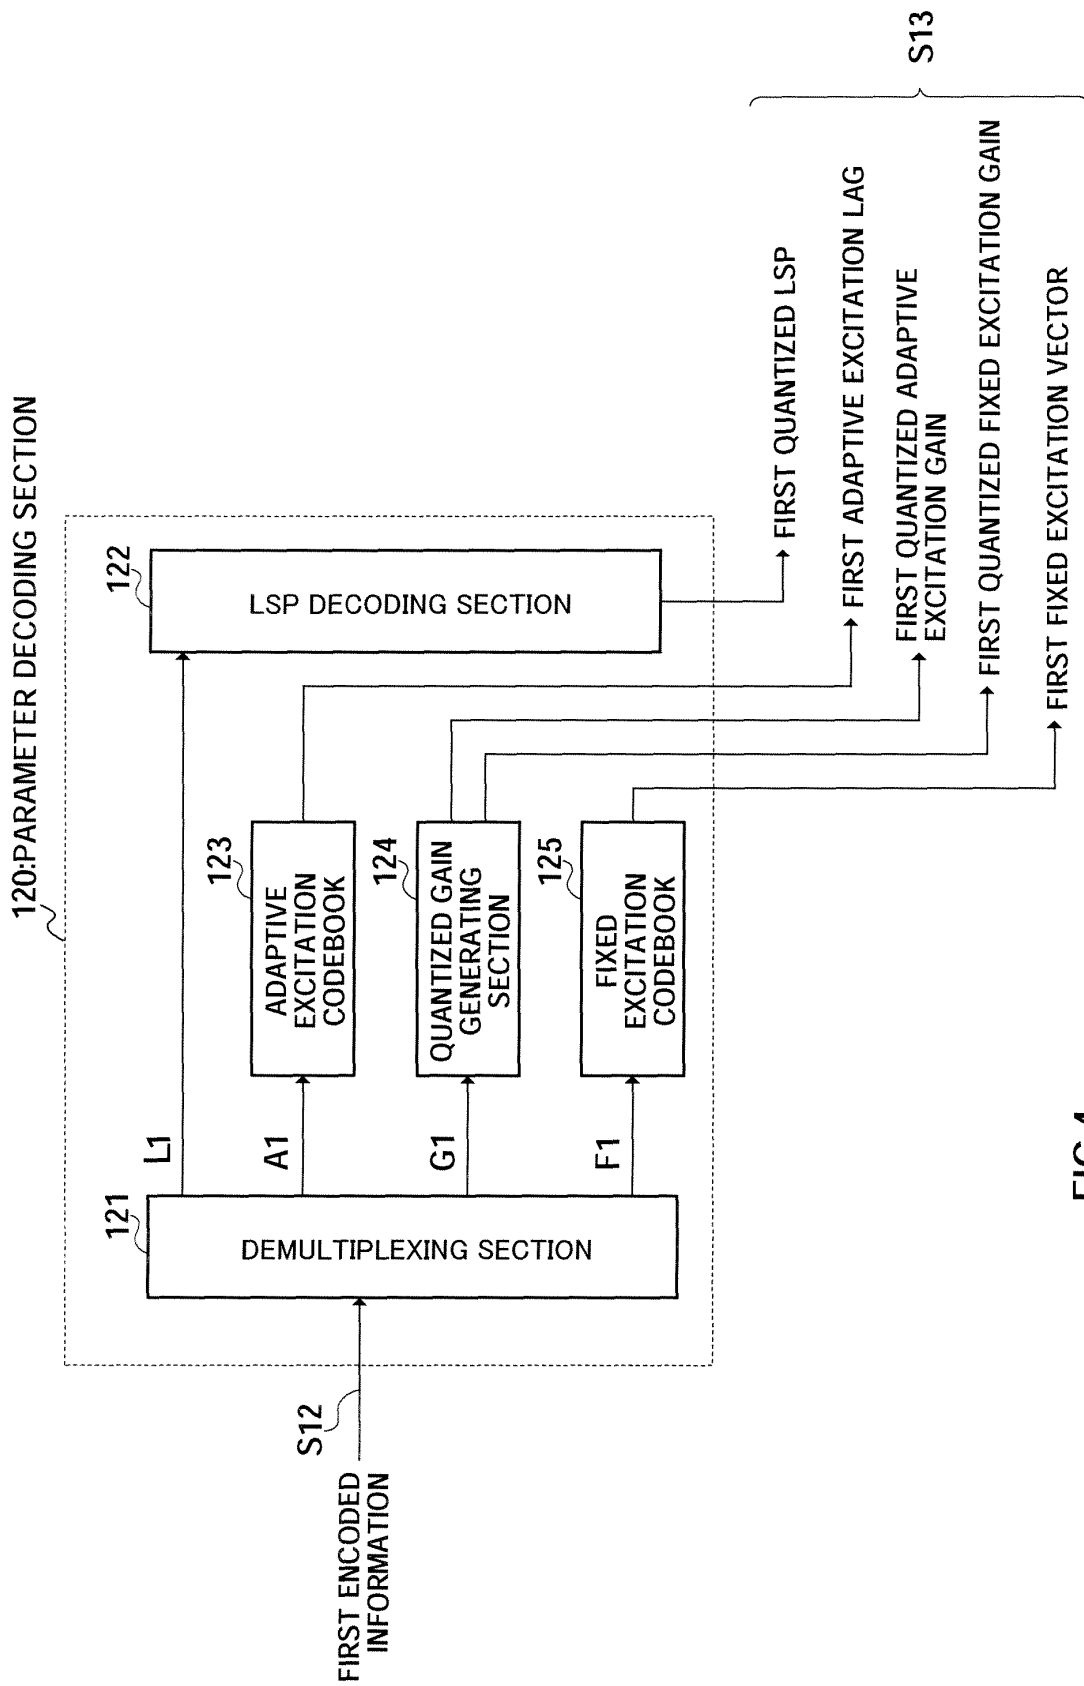 120:PARAMETER DECODING SECTION
121
DEMULTIPLEXING SECTION
L1
A1
G1
F1
122
LSP DECODING SECTION
123
ADAPTIVE
EXCITATION
CODEBOOK
124
QUANTIZED GAIN
GENERATING
SECTION
125
FIXED
EXCITATION
CODEBOOK
S12
FIRST ENCODED
INFORMATION
FIRST QUANTIZED LSP
FIRST ADAPTIVE EXCITATION LAG
FIRST QUANTIZED ADAPTIVE
EXCITATION GAIN
FIRST QUANTIZED FIXED EXCITATION GAIN
FIRST FIXED EXCITATION VECTOR
S13